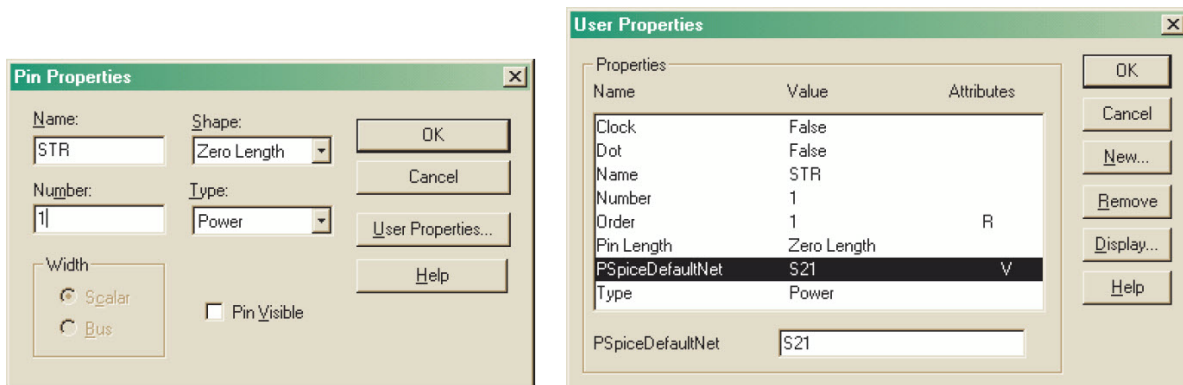 Pin Properties
Name:
STR
Shape:
Zero Length
Number:
1
Type:
Power
Width
Scalar
Bus
Pin Visible
OK
Cancel
User Properties...
Help
User Properties
Properties
Name Value Attributes
Clock False
Dot False
Name STR
Number 1
Order 1 R
Pin Length Zero Length
PSpiceDefaultNet S21 V
Type Power
PSpiceDefaultNet S21
OK
Cancel
New...
Remove
Display...
Help